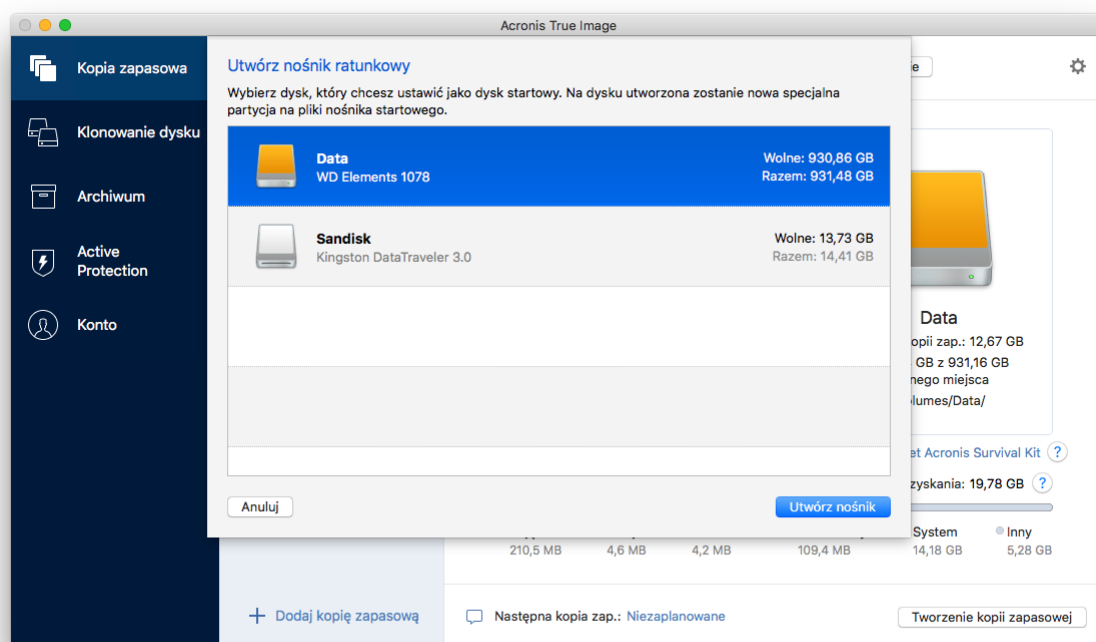 Acronis True Image
Kopia zapasowa
Klonowanie dysku
Archiwum
Active
Protection
Konto
Utwórz nośnik ratunkowy
Wybierz dysk, który chcesz ustawić jako dysk startowy. Na dysku utworzona zostanie nowa specjalna
partycja na pliki nośnika startowego.
Data
WD Elements 1078
Wolne: 930,86 GB
Razem: 931,48 GB
Sandisk
Kingston DataTraveler 3.0
Wolne: 13,73 GB
Razem: 14,41 GB
Anuluj
Utwórz nośnik
Data
opii zap.: 12,67 GB
GB z 931,16 GB
nego miejsca
lumes/Data/
et Acronis Survival Kit ?
zyskania: 19,78 GB ?
System
Inny
210,5 MB
4,6 MB
4,2 MB
109,4 MB
14,18 GB
5,28 GB
Dodaj kopię zapasową
Następna kopia zap.: Niezaplanowane
Tworzenie kopii zapasowej